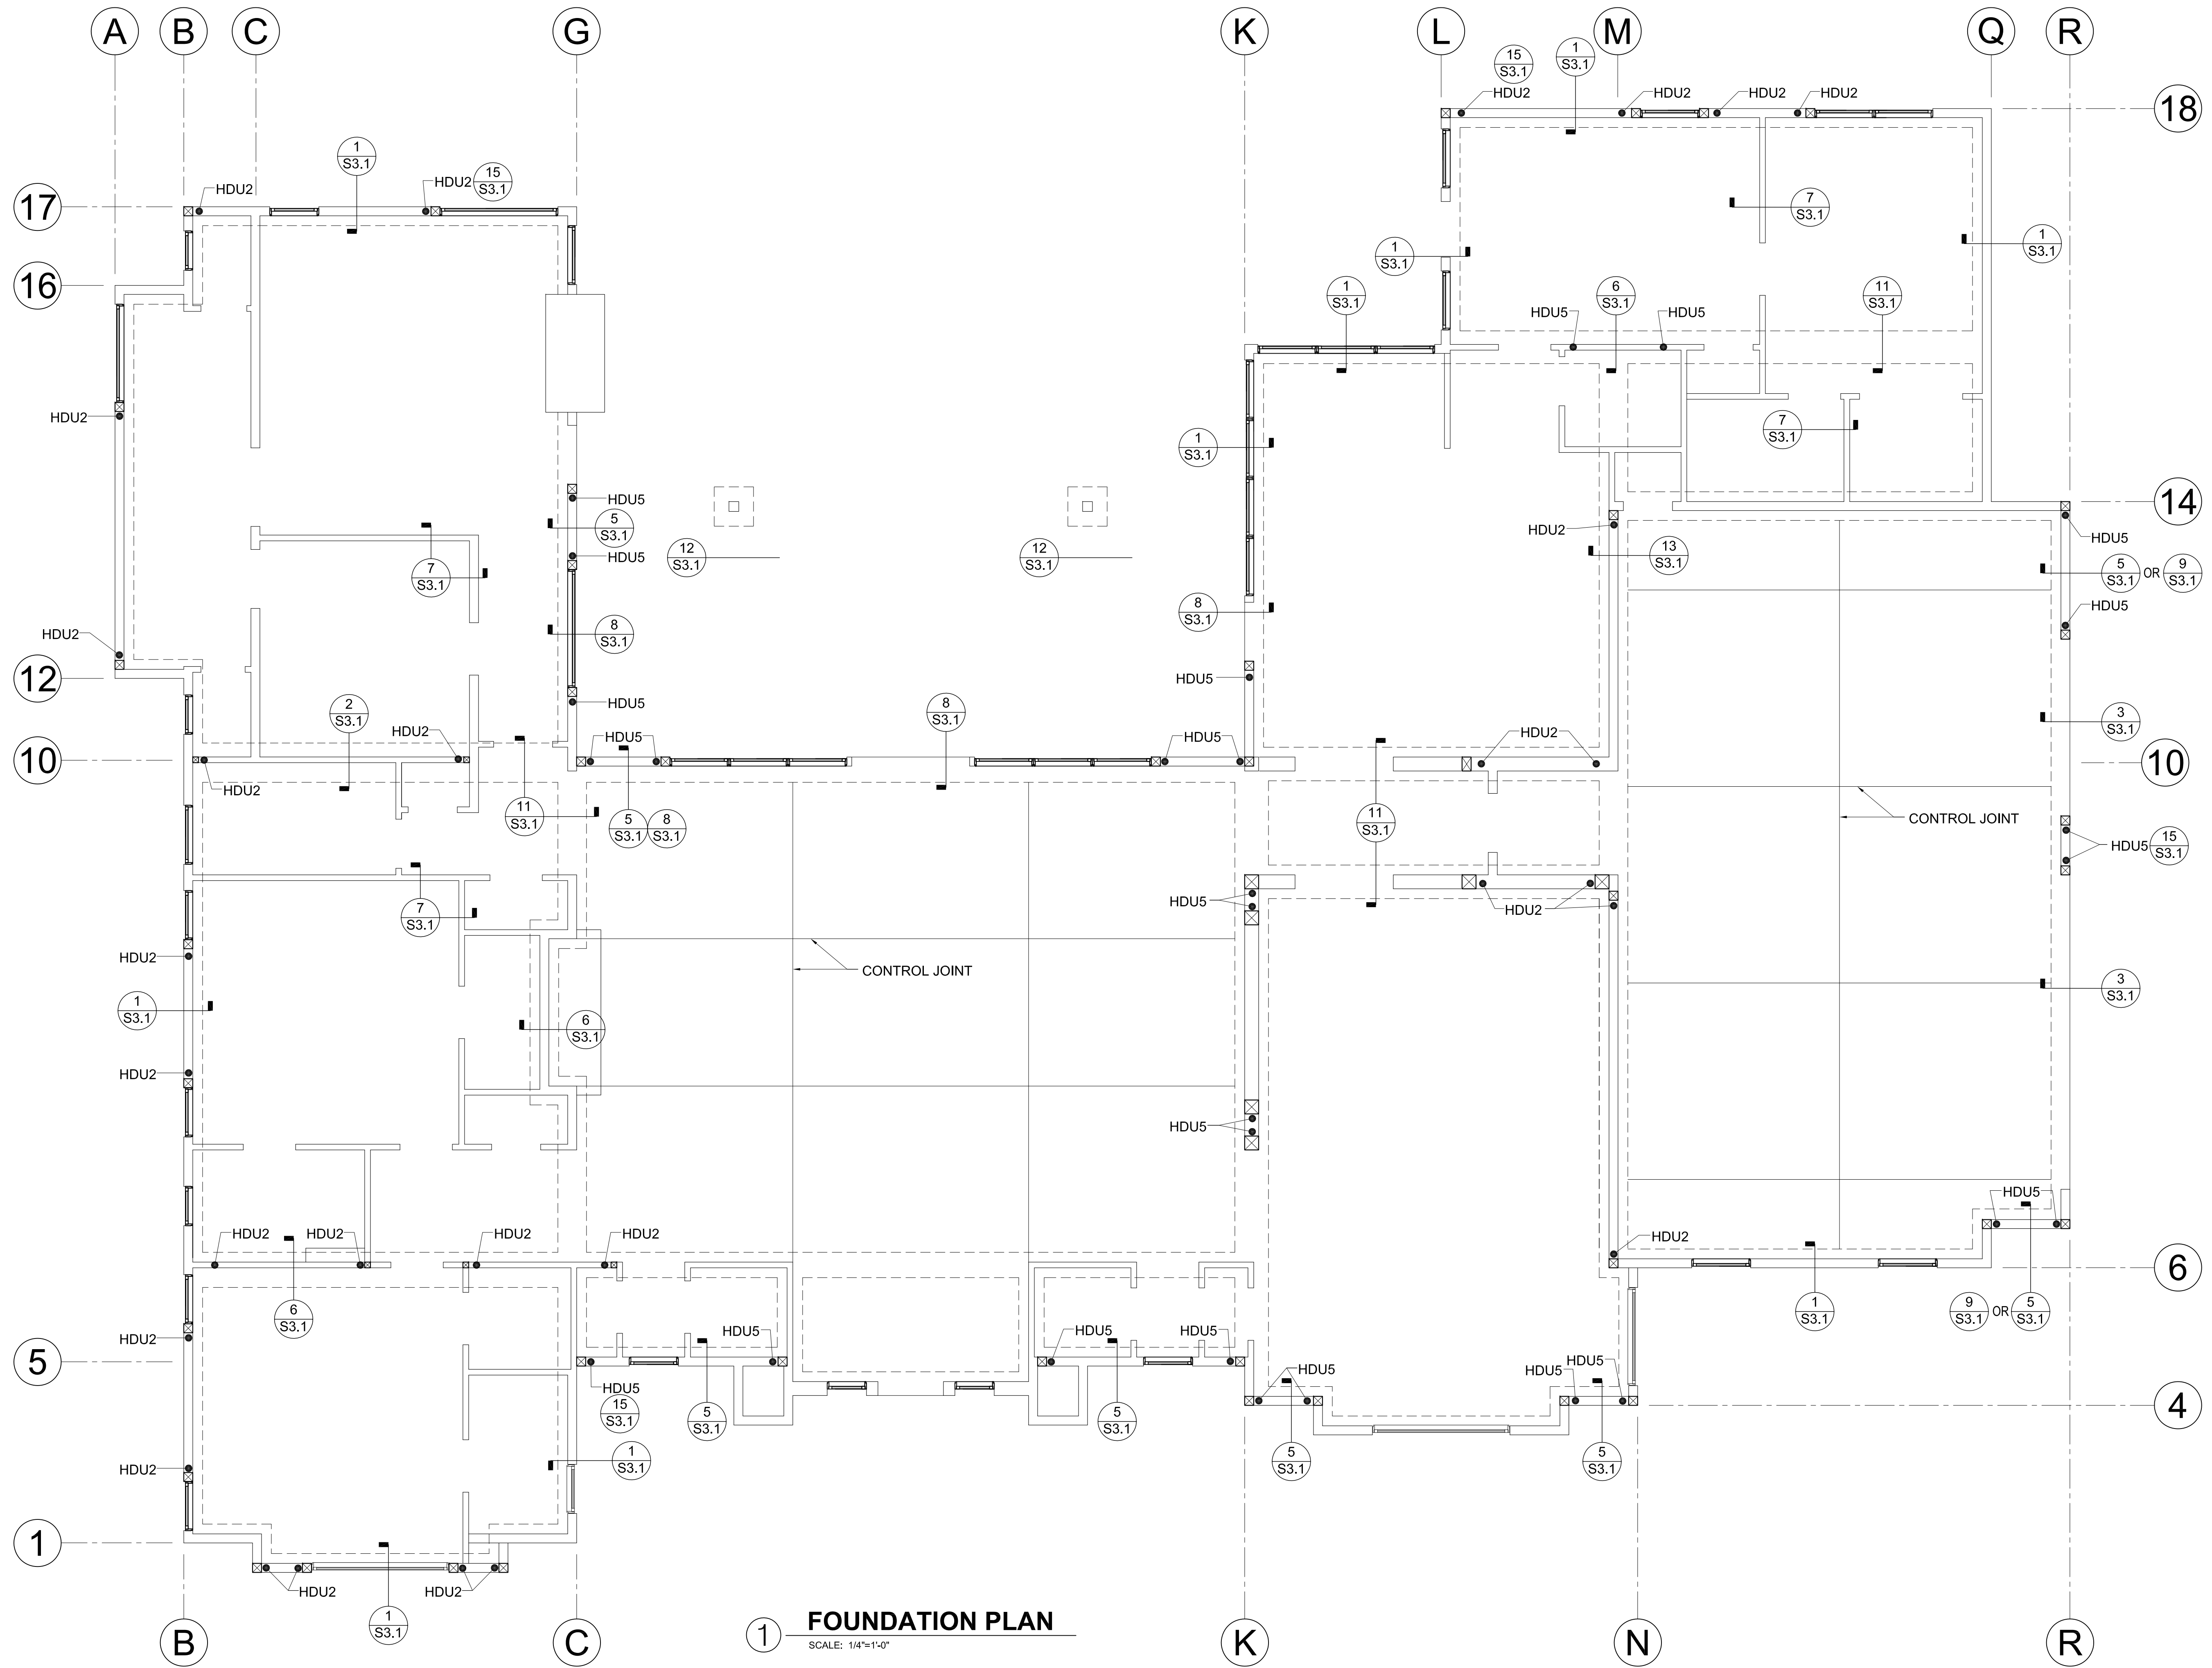 A
B
C
G
K
L
M
Q
R
15
S3.1
1
S3.1
HDU2
HDU2
HDU2
HDU2
18
1
S3.1
HDU2
HDU2
15
S3.1
17
7
S3.1
1
S3.1
1
S3.1
16
1
S3.1
6
S3.1
11
S3.1
HDU5
HDU5
HDU2
1
S3.1
7
S3.1
HDU5
14
5
S3.1
HDU2
HDU5
HDU5
12
S3.1
12
S3.1
13
S3.1
7
S3.1
5
S3.1
OR
9
S3.1
HDU5
8
S3.1
8
S3.1
HDU2
12
HDU5
HDU5
2
S3.1
8
S3.1
3
S3.1
HDU2
HDU5
HDU5
HDU2
10
10
HDU2
11
S3.1
5
S3.1
8
S3.1
11
S3.1
CONTROL JOINT
HDU5
15
S3.1
7
S3.1
HDU5
HDU2
HDU2
CONTROL JOINT
3
S3.1
1
S3.1
6
S3.1
HDU2
HDU5
HDU5
HDU2
HDU2
HDU2
HDU2
HDU2
6
6
S3.1
1
S3.1
9
S3.1
OR
5
S3.1
HDU2
HDU5
HDU5
HDU5
5
HDU5
HDU5
HDU5
HDU5
15
S3.1
5
S3.1
5
S3.1
4
HDU2
1
S3.1
5
S3.1
5
S3.1
1
HDU2
HDU2
1
S3.1
B
C
1
FOUNDATION PLAN
SCALE: 1/4"=1'-0"
K
N
R